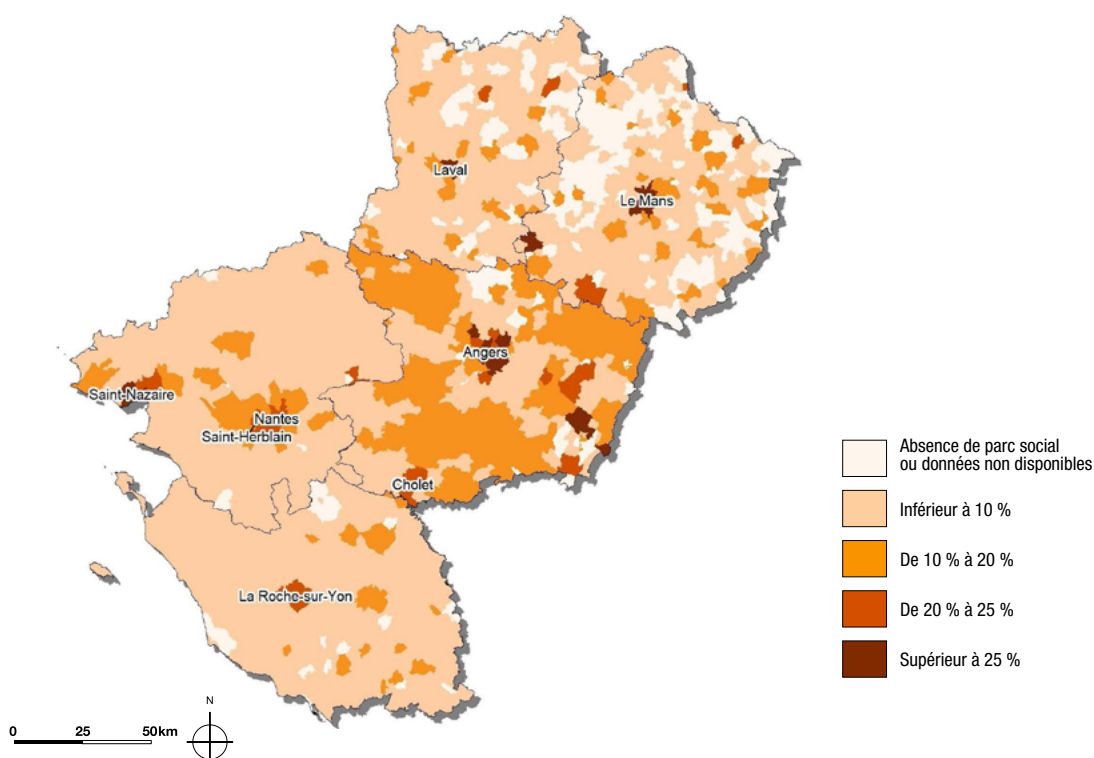 Laval
Le Mans
Angers
Saint-Nazaire
Nantes
Saint-Herblain
Cholet
La Roche-sur-Yon
Absence de parc social
ou données non disponibles
Inférieur à 10 %
De 10 % à 20 %
De 20 % à 25 %
Supérieur à 25 %
N
0 25 50km